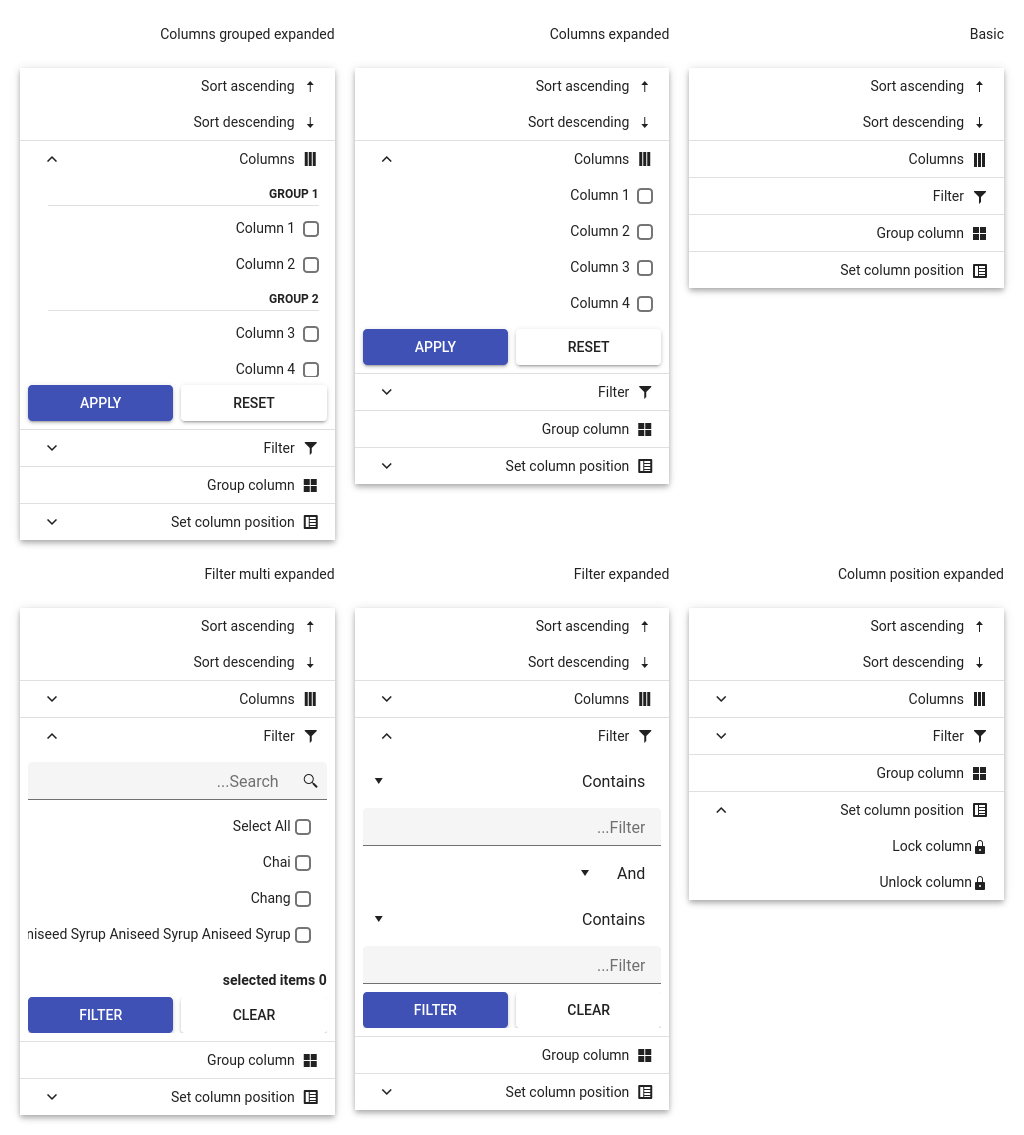 Columns grouped expanded
Sort ascending
Sort descending
Columns
GROUP 1
Column 1
Column 2
GROUP 2
Column 3
Column 4
APPLY
RESET
Filter
Group column
Set column position
Columns expanded
Sort ascending
Sort descending
Columns
Column 1
Column 2
Column 3
Column 4
APPLY
RESET
Filter
Group column
Set column position
Basic
Sort ascending
Sort descending
Columns
Filter
Group column
Set column position
Filter multi expanded
Sort ascending
Sort descending
Columns
Filter
...Search
Select All
Chai
Chang
niseed Syrup Aniseed Syrup Aniseed Syrup
selected items 0
FILTER
CLEAR
Group column
Set column position
Filter expanded
Sort ascending
Sort descending
Columns
Filter
Contains
...Filter
And
Contains
...Filter
FILTER
CLEAR
Group column
Set column position
Column position expanded
Sort ascending
Sort descending
Columns
Filter
Group column
Set column position
Lock column
Unlock column